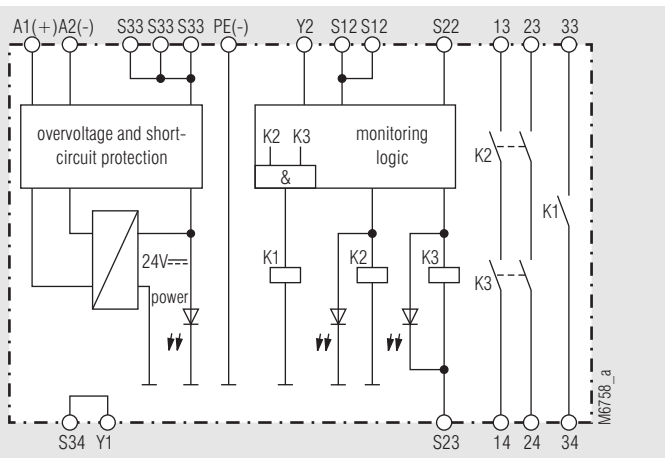 A1(+) A2(-) S33 S33 S33 PE(-) Y2 S12 S12 S22 13 23 33
overvoltage and short-
circuit protection
monitoring
logic
K2 K3
&
K2
K1
24V
power
K1 K2 K3
K3
M6758_a
S34 Y1 S23 14 24 34